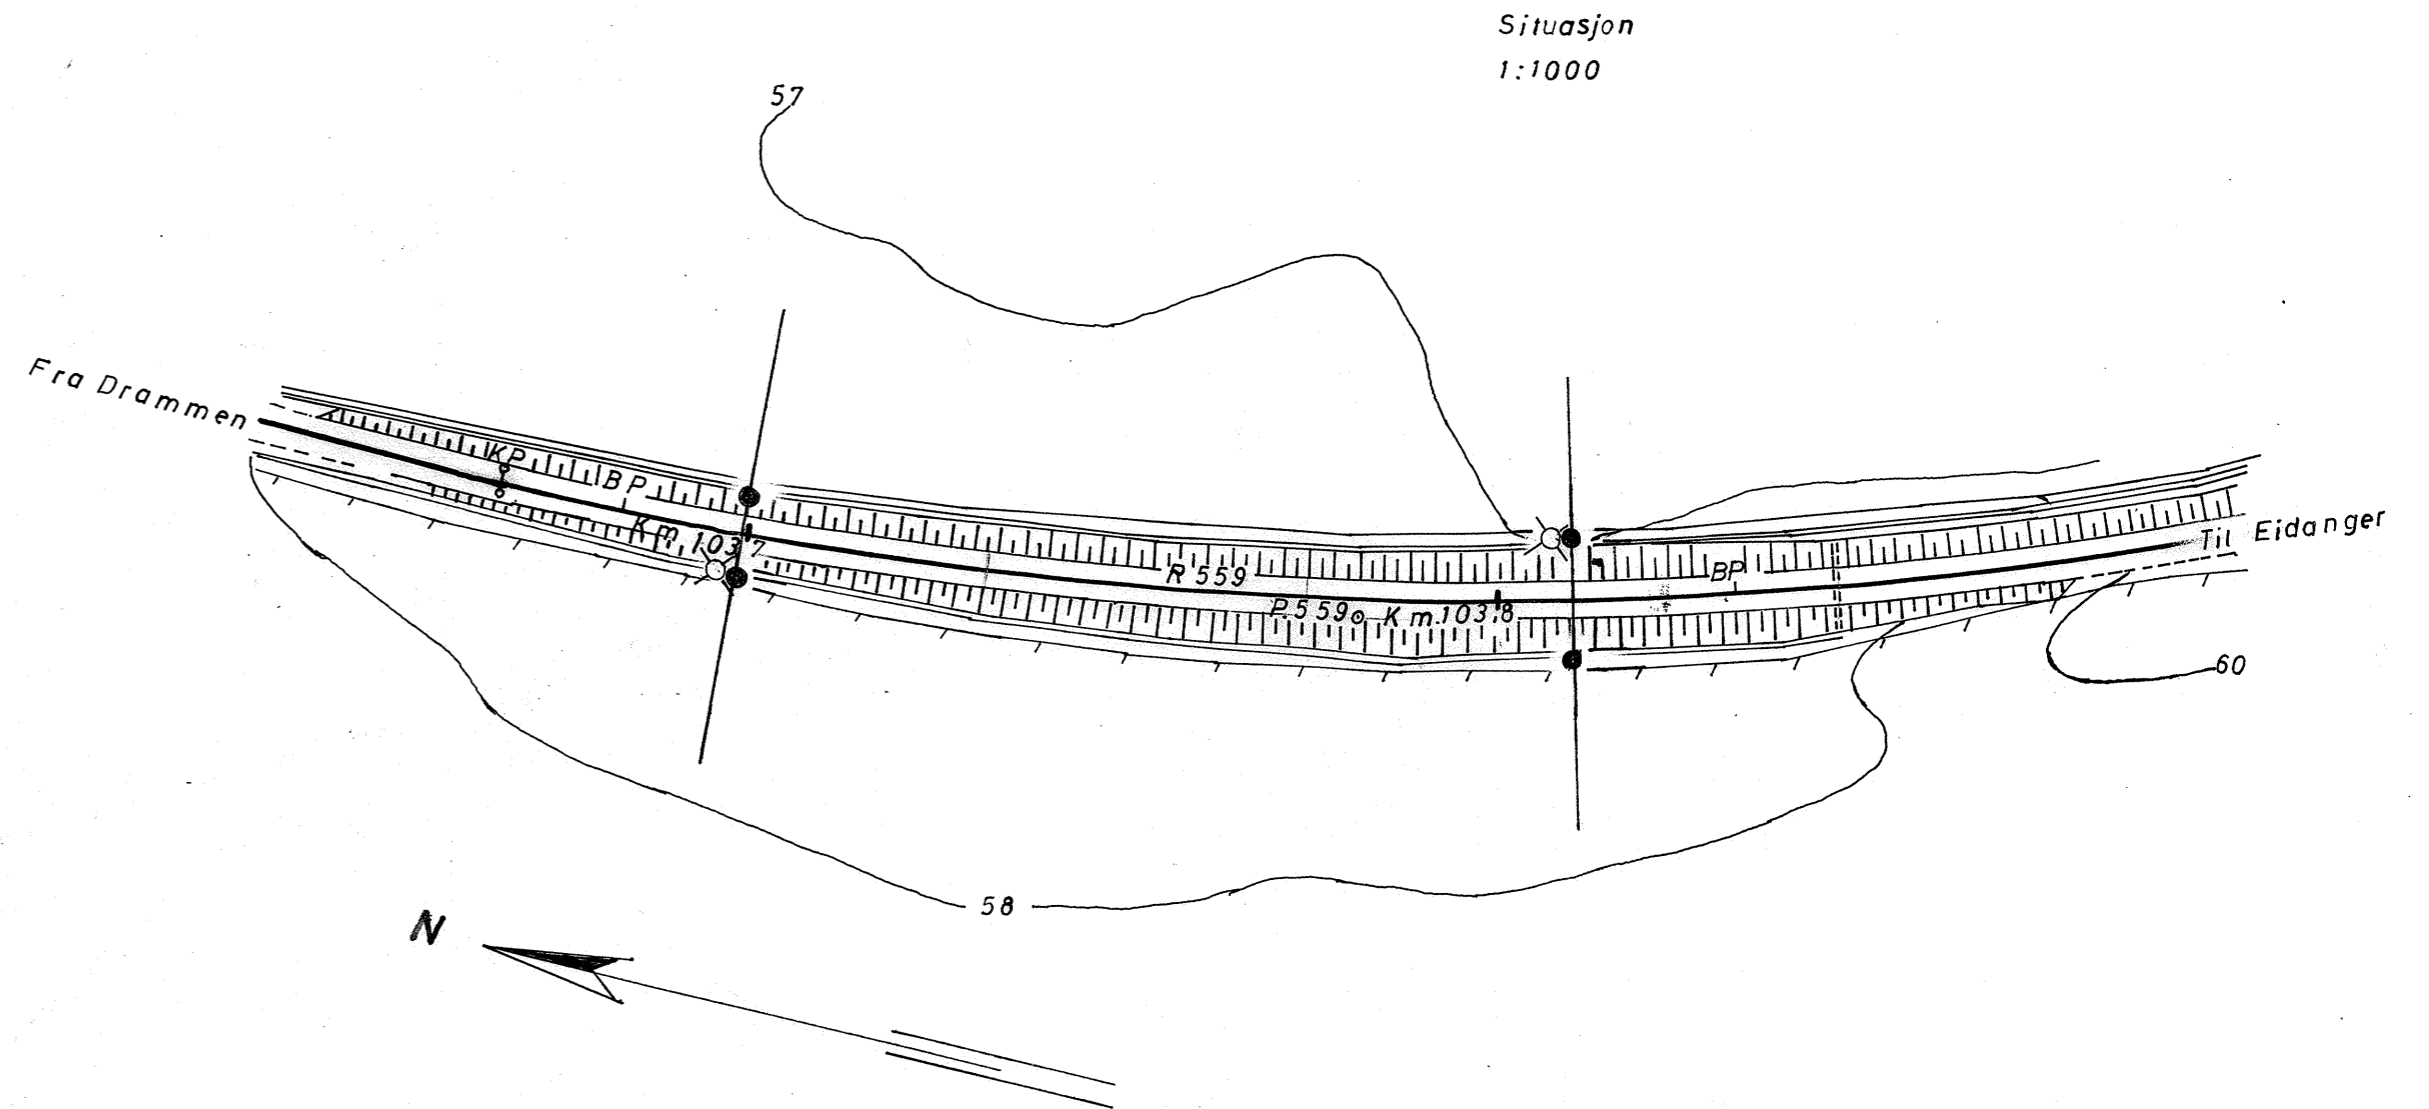 Situasjon
1:1000
57
Fra Drammen
KP
BP
Km 103,7
R 559
P.559 Km.103,8
BP
Til Eidanger
60
58
N